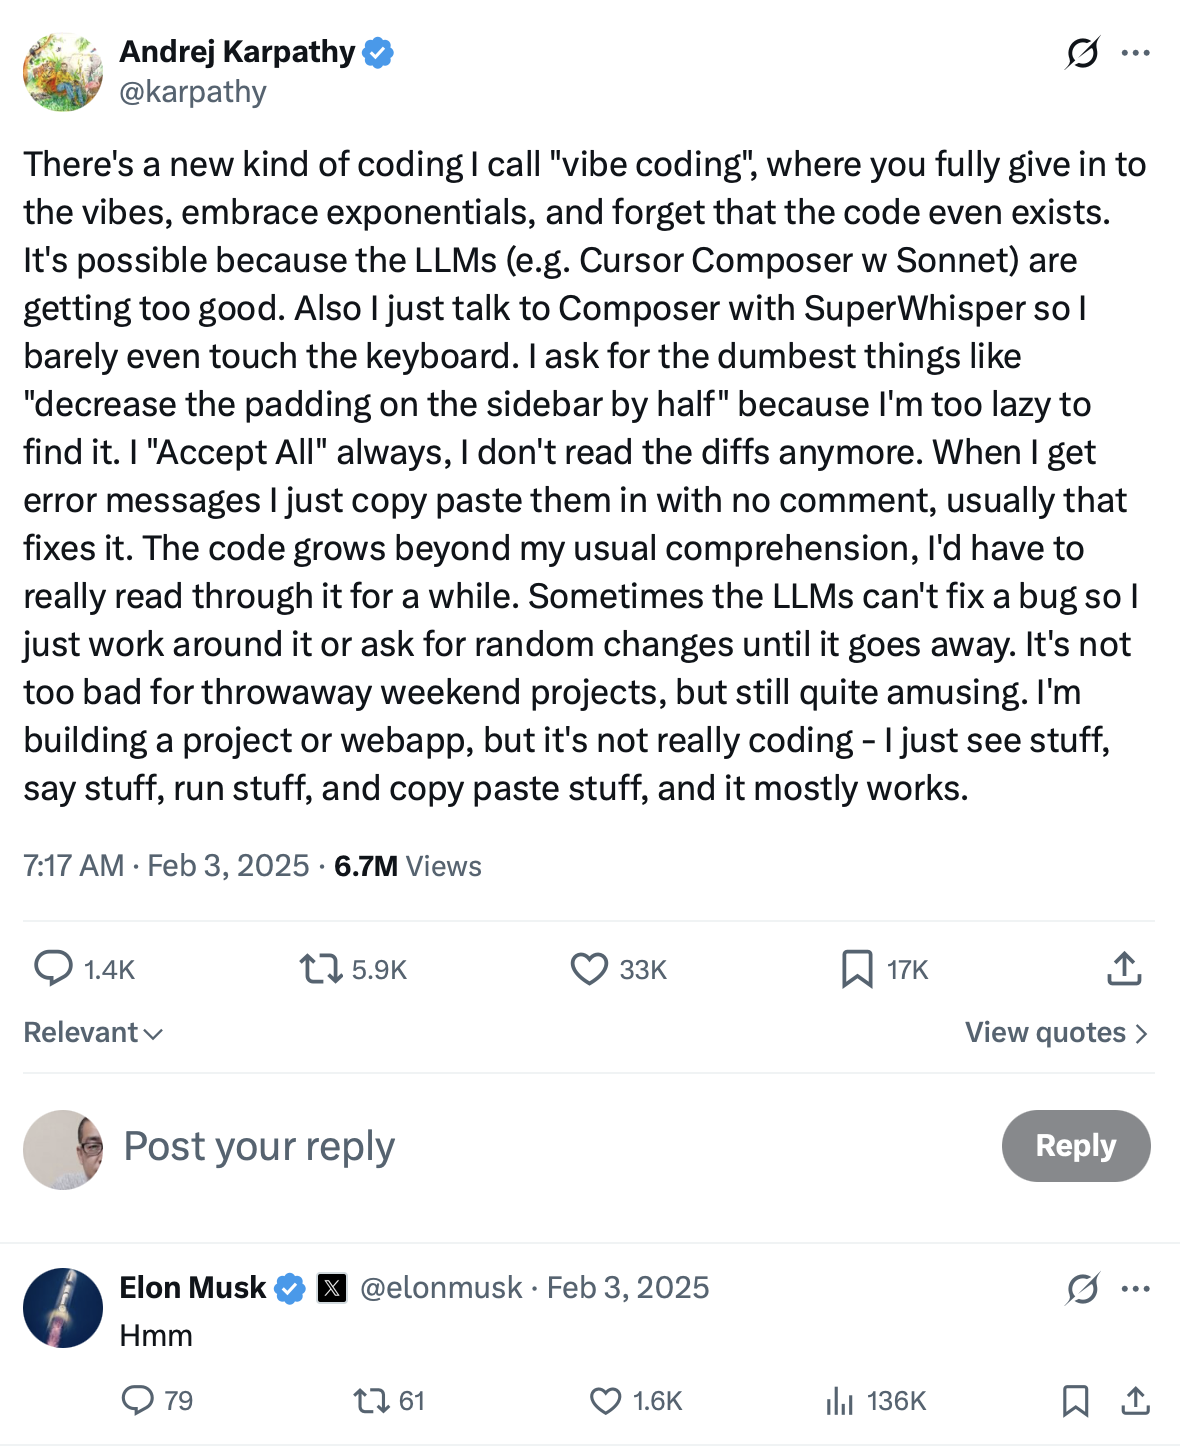 Andrej Karpathy
@karpathy
There's a new kind of coding I call "vibe coding", where you fully give in to
the vibes, embrace exponentials, and forget that the code even exists.
It's possible because the LLMs (e.g. Cursor Composer w Sonnet) are
getting too good. Also I just talk to Composer with SuperWhisper so I
barely even touch the keyboard. I ask for the dumbest things like
"decrease the padding on the sidebar by half" because I'm too lazy to
find it. I "Accept All" always, I don't read the diffs anymore. When I get
error messages I just copy paste them in with no comment, usually that
fixes it. The code grows beyond my usual comprehension, I'd have to
really read through it for a while. Sometimes the LLMs can't fix a bug so I
just work around it or ask for random changes until it goes away. It's not
too bad for throwaway weekend projects, but still quite amusing. I'm
building a project or webapp, but it's not really coding - I just see stuff,
say stuff, run stuff, and copy paste stuff, and it mostly works.
7:17 AM · Feb 3, 2025 · 6.7M Views
1.4K 5.9K 33K 17K
Relevant View quotes
Post your reply Reply
Elon Musk @elonmusk · Feb 3, 2025
Hmm
79 61 1.6K 136K